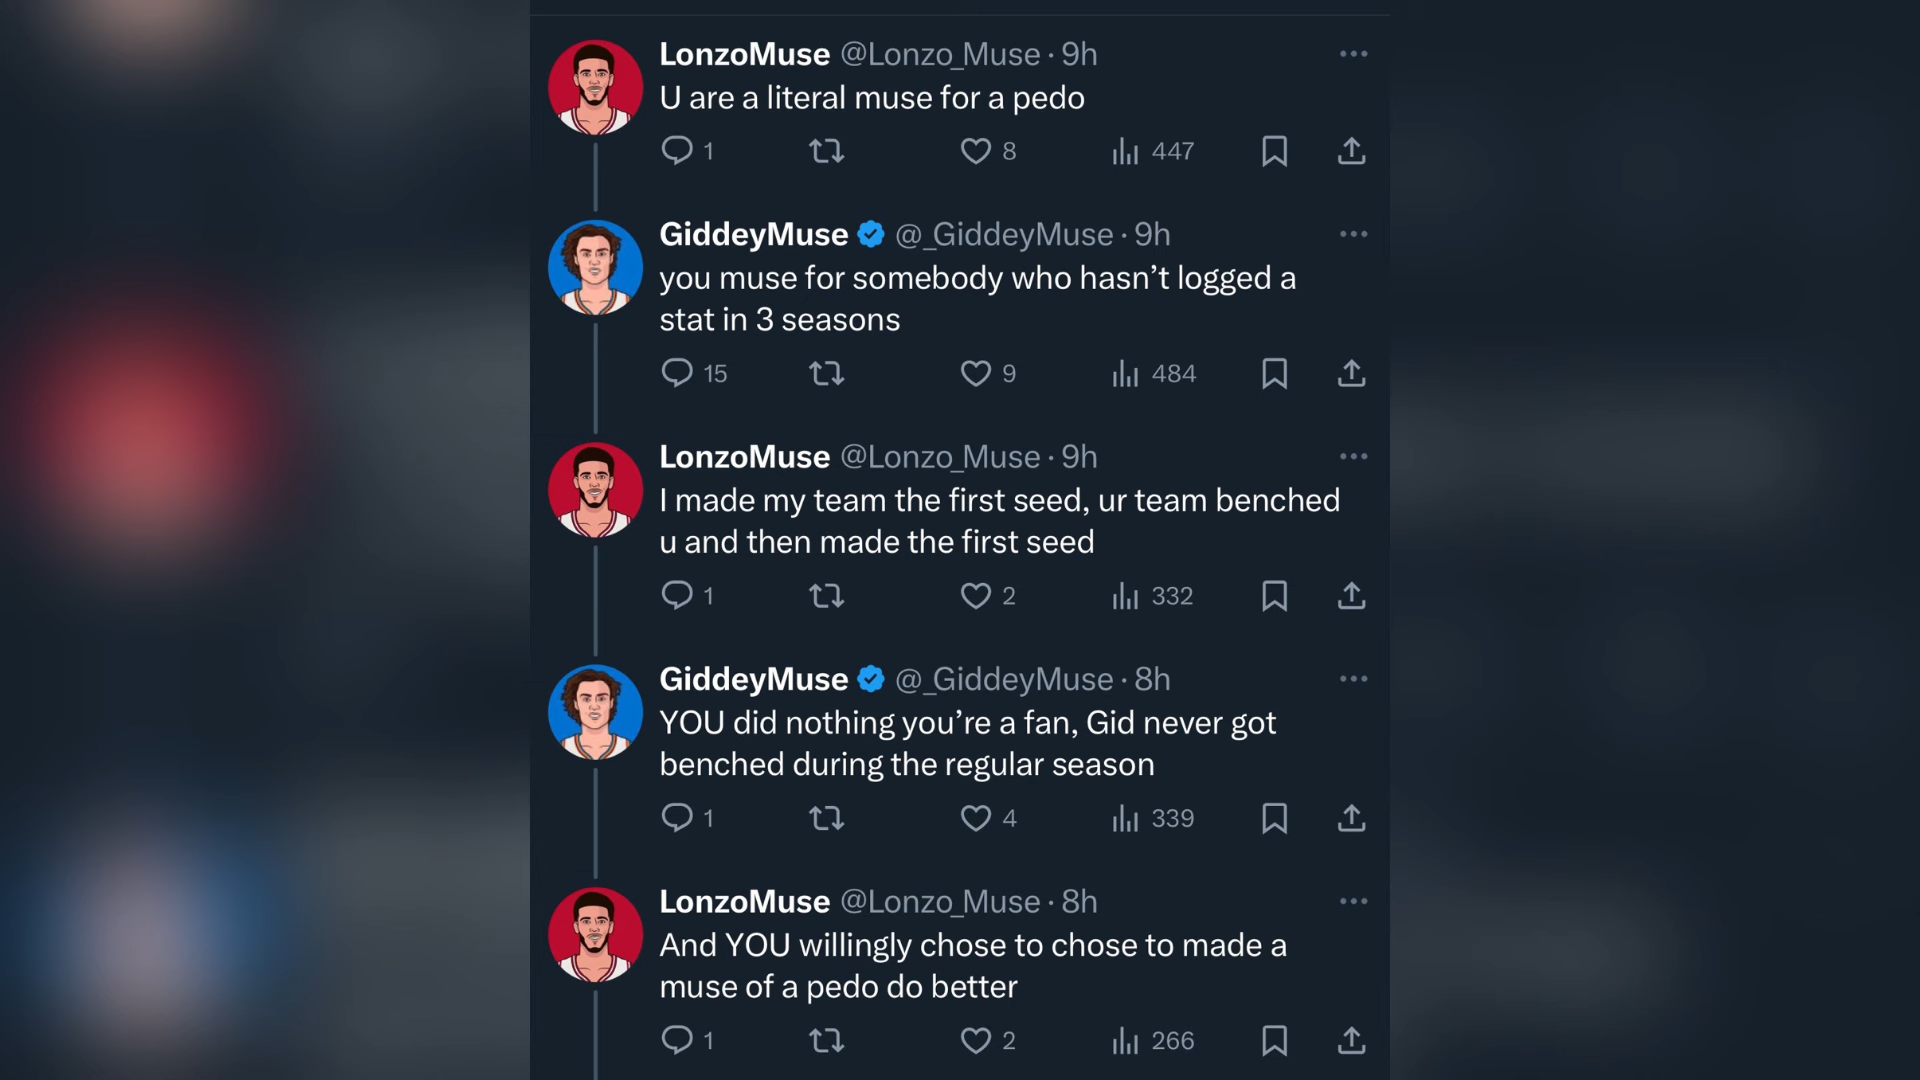 LonzoMuse @Lonzo_Muse · 9h
U are a literal muse for a pedo
1 8 447
GiddeyMuse @_GiddeyMuse · 9h
you muse for somebody who hasn’t logged a
stat in 3 seasons
15 9 484
LonzoMuse @Lonzo_Muse · 9h
I made my team the first seed, ur team benched
u and then made the first seed
1 2 332
GiddeyMuse @_GiddeyMuse · 8h
YOU did nothing you’re a fan, Gid never got
benched during the regular season
1 4 339
LonzoMuse @Lonzo_Muse · 8h
And YOU willingly chose to chose to made a
muse of a pedo do better
1 2 266